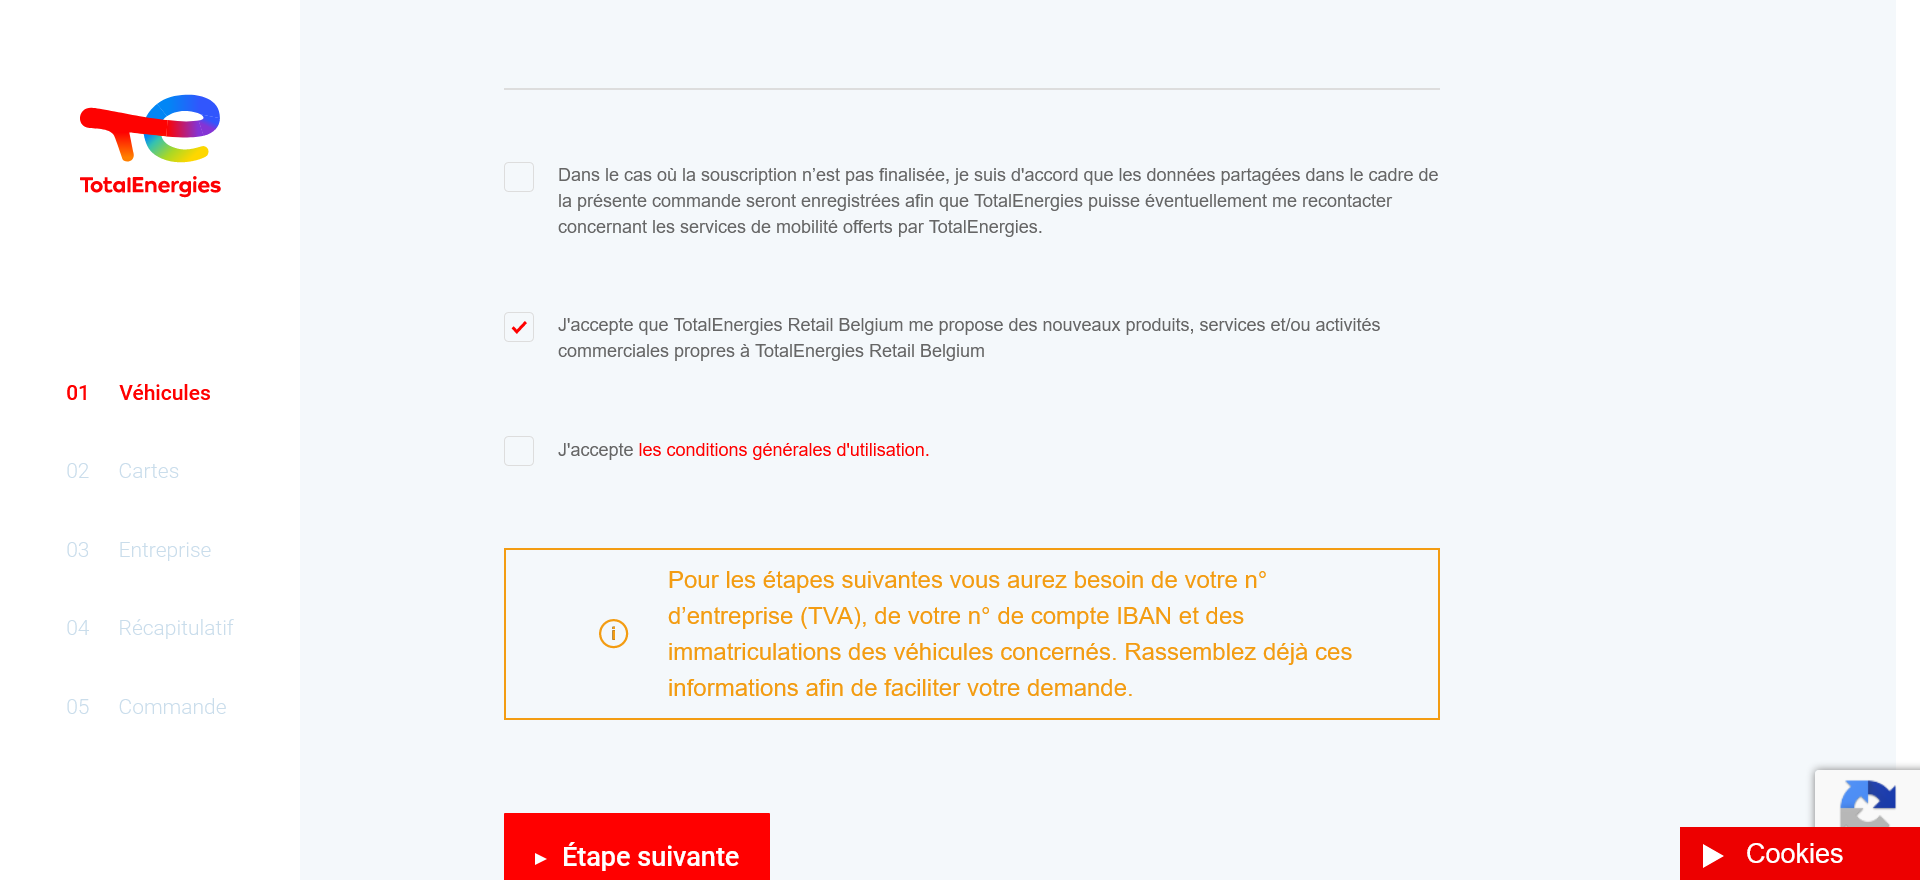 TotalEnergies
01 Véhicules
02 Cartes
03 Entreprise
04 Récapitulatif
05 Commande
Dans le cas où la souscription n’est pas finalisée, je suis d'accord que les données partagées dans le cadre de
la présente commande seront enregistrées afin que TotalEnergies puisse éventuellement me recontacter
concernant les services de mobilité offerts par TotalEnergies.
J'accepte que TotalEnergies Retail Belgium me propose des nouveaux produits, services et/ou activités
commerciales propres à TotalEnergies Retail Belgium
J'accepte les conditions générales d'utilisation.
Pour les étapes suivantes vous aurez besoin de votre n°
d’entreprise (TVA), de votre n° de compte IBAN et des
immatriculations des véhicules concernés. Rassemblez déjà ces
informations afin de faciliter votre demande.
Étape suivante
Cookies